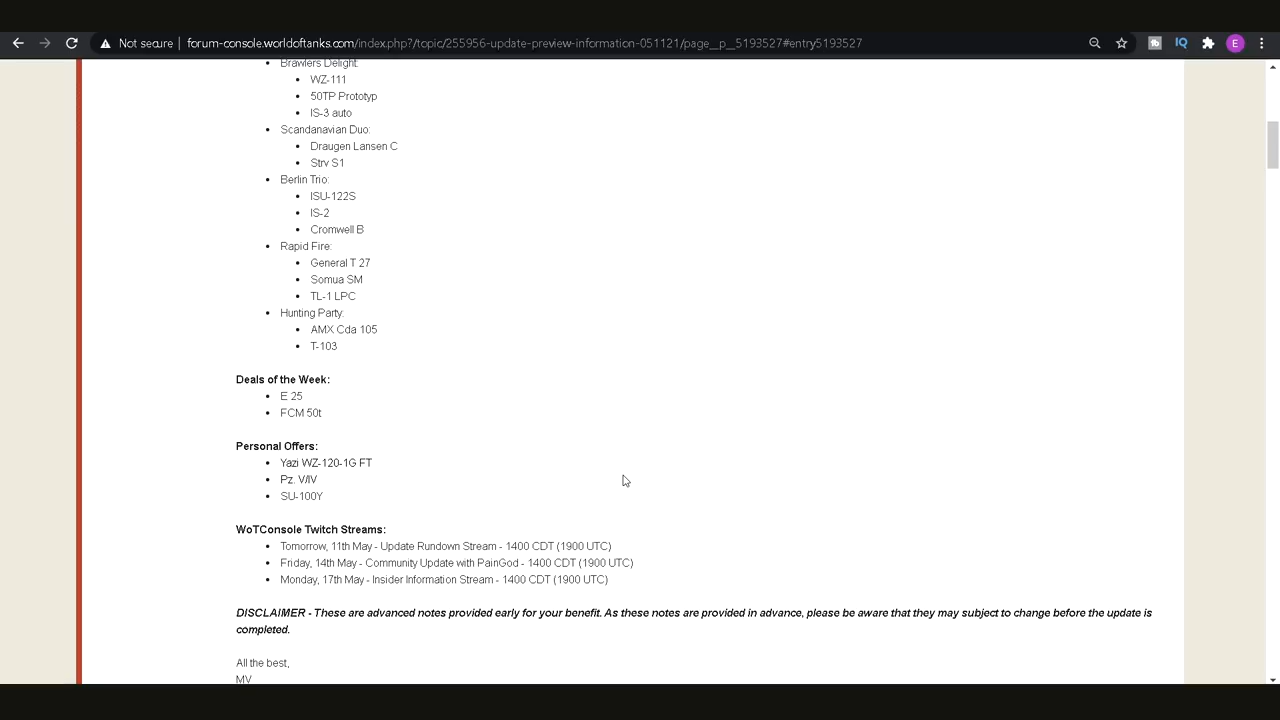 Not secure
forum-console.worldoftanks.com/index.php?/topic/255956-update-preview-information-051121/page__p__5193527#entry5193527
IQ
E
Brawlers Delight:
WZ-111
50TP Prototyp
IS-3 auto
Scandanavian Duo:
Draugen Lansen C
Strv S1
Berlin Trio:
ISU-122S
IS-2
Cromwell B
Rapid Fire:
General T 27
Somua SM
TL-1 LPC
Hunting Party:
AMX Cda 105
T-103
Deals of the Week:
E 25
FCM 50t
Personal Offers:
Yazi WZ-120-1G FT
Pz. V/IV
SU-100Y
WoTConsole Twitch Streams:
Tomorrow, 11th May - Update Rundown Stream - 1400 CDT (1900 UTC)
Friday, 14th May - Community Update with PainGod - 1400 CDT (1900 UTC)
Monday, 17th May - Insider Information Stream - 1400 CDT (1900 UTC)
DISCLAIMER - These are advanced notes provided early for your benefit. As these notes are provided in advance, please be aware that they may subject to change before the update is
completed.
All the best,
MV